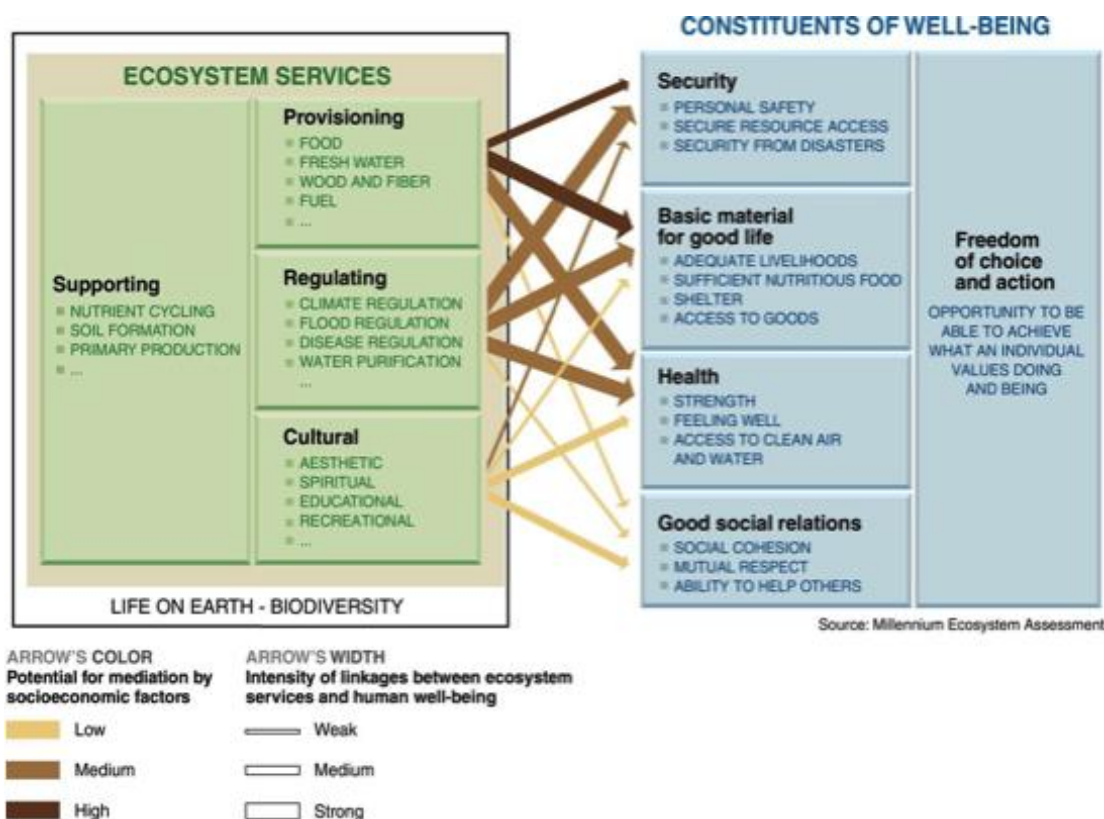 CONSTITUENTS OF WELL-BEING
ECOSYSTEM SERVICES
Supporting
NUTRIENT CYCLING
SOIL FORMATION
PRIMARY PRODUCTION
...
Provisioning
FOOD
FRESH WATER
WOOD AND FIBER
FUEL
...
Regulating
CLIMATE REGULATION
FLOOD REGULATION
DISEASE REGULATION
WATER PURIFICATION
...
Cultural
AESTHETIC
SPIRITUAL
EDUCATIONAL
RECREATIONAL
...
LIFE ON EARTH - BIODIVERSITY
Security
PERSONAL SAFETY
SECURE RESOURCE ACCESS
SECURITY FROM DISASTERS
Basic material
for good life
ADEQUATE LIVELIHOODS
SUFFICIENT NUTRITIOUS FOOD
SHELTER
ACCESS TO GOODS
Health
STRENGTH
FEELING WELL
ACCESS TO CLEAN AIR
AND WATER
Good social relations
SOCIAL COHESION
MUTUAL RESPECT
ABILITY TO HELP OTHERS
Freedom
of choice
and action
OPPORTUNITY TO BE
ABLE TO ACHIEVE
WHAT AN INDIVIDUAL
VALUES DOING
AND BEING
Source: Millennium Ecosystem Assessment
ARROW'S COLOR
Potential for mediation by
socioeconomic factors
Low
Medium
High
ARROW'S WIDTH
Intensity of linkages between ecosystem
services and human well-being
Weak
Medium
Strong